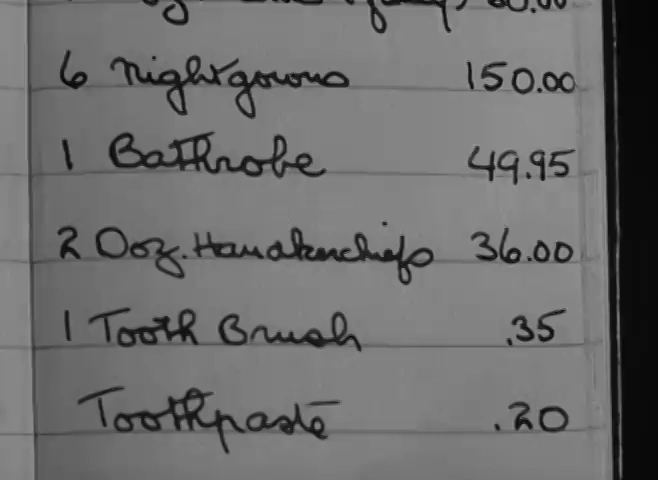 6 Nightgowns 150.00
1 Bathrobe 49.95
2 Doz. Handkerchiefs 36.00
1 Tooth Brush .35
Toothpaste .20